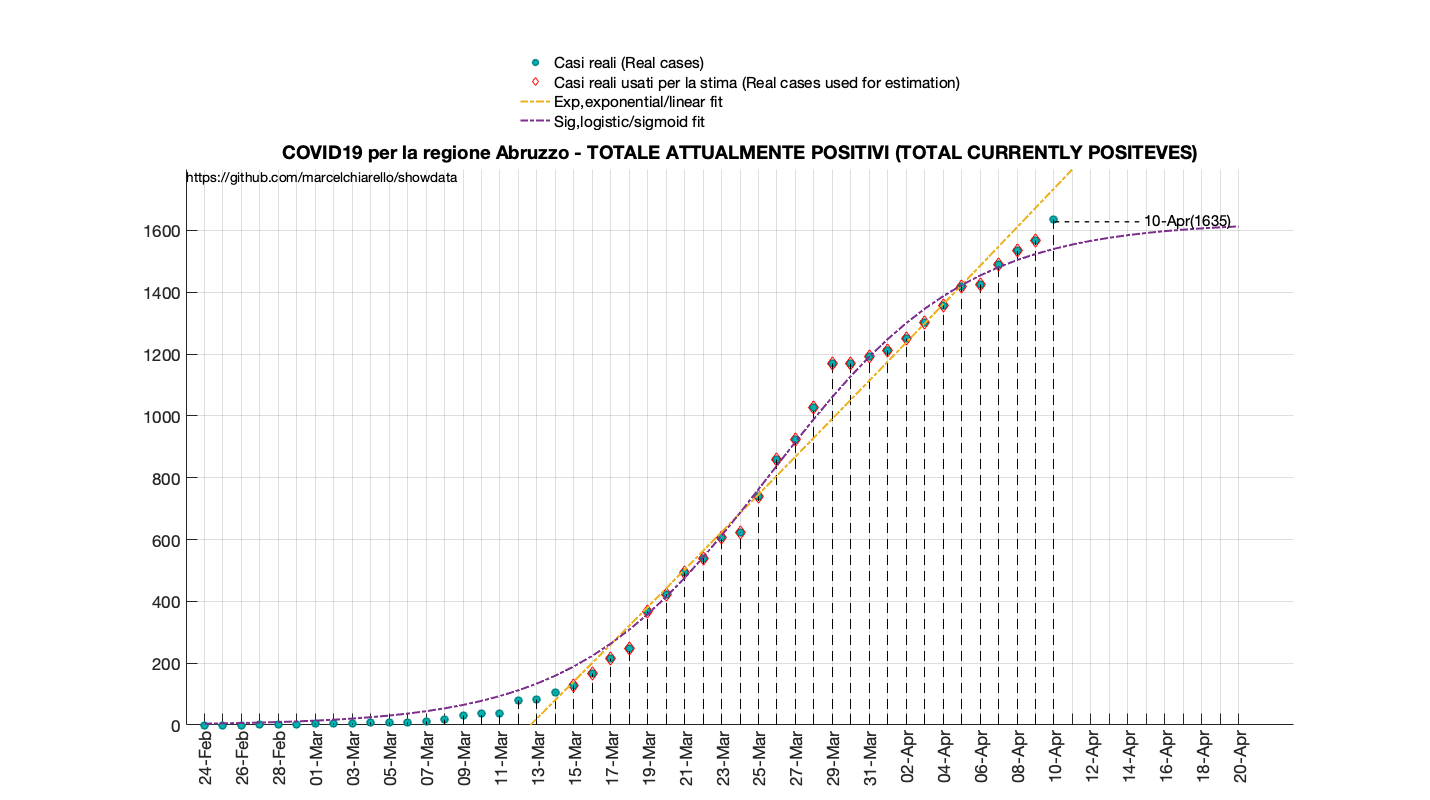 Casi reali (Real cases)
Casi reali usati per la stima (Real cases used for estimation)
Exp,exponential/linear fit
Sig,logistic/sigmoid fit
COVID19 per la regione Abruzzo - TOTALE ATTUALMENTE POSITIVI (TOTAL CURRENTLY POSITEVES)
https://github.com/marcelchiarello/showdata
10-Apr(1635)
1600
1400
1200
1000
800
600
400
200
0
24-Feb
26-Feb
28-Feb
01-Mar
03-Mar
05-Mar
07-Mar
09-Mar
11-Mar
13-Mar
15-Mar
17-Mar
19-Mar
21-Mar
23-Mar
25-Mar
27-Mar
29-Mar
31-Mar
02-Apr
04-Apr
06-Apr
08-Apr
10-Apr
12-Apr
14-Apr
16-Apr
18-Apr
20-Apr